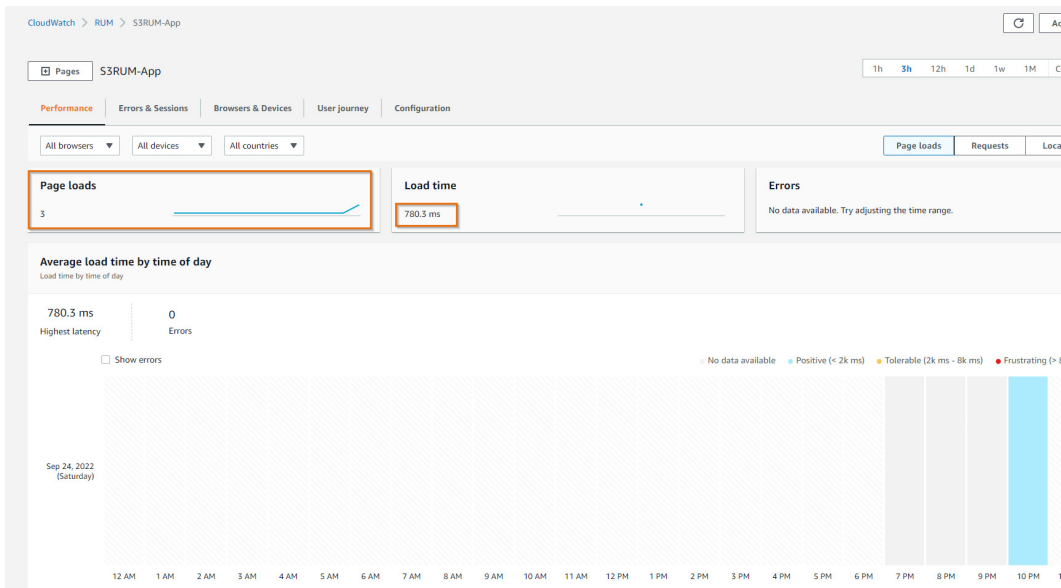 CloudWatch > RUM > S3RUM-App
Pages S3RUM-App
1h 3h 12h 1d 1w 1M
Performance Errors & Sessions Browsers & Devices User journey Configuration
All browsers All devices All countries Page loads Requests
Page loads Load time Errors
3 780.3 ms No data available. Try adjusting the time range.
Average load time by time of day
Load time by time of day
780.3 ms 0
Highest latency Errors
Show errors No data available Positive (< 2k ms) Tolerable (2k ms - 8k ms) Frustrating (>
Sep 24, 2022
(Saturday)
12 AM 1 AM 2 AM 3 AM 4 AM 5 AM 6 AM 7 AM 8 AM 9 AM 10 AM 11 AM 12 PM 1 PM 2 PM 3 PM 4 PM 5 PM 6 PM 7 PM 8 PM 9 PM 10 PM